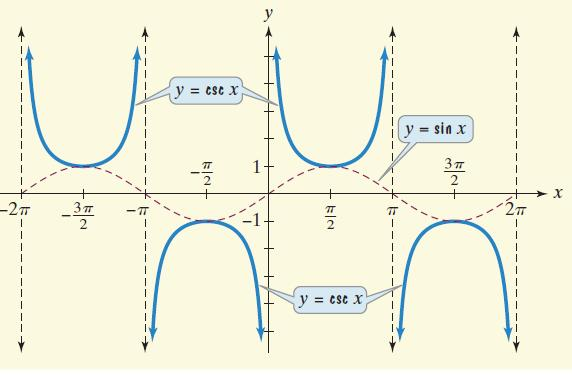 y
y = csc x
y = sin x
-π/2
1
3π/2
x
-2π
-3π/2
-π
-1
π/2
π
2π
y = csc x